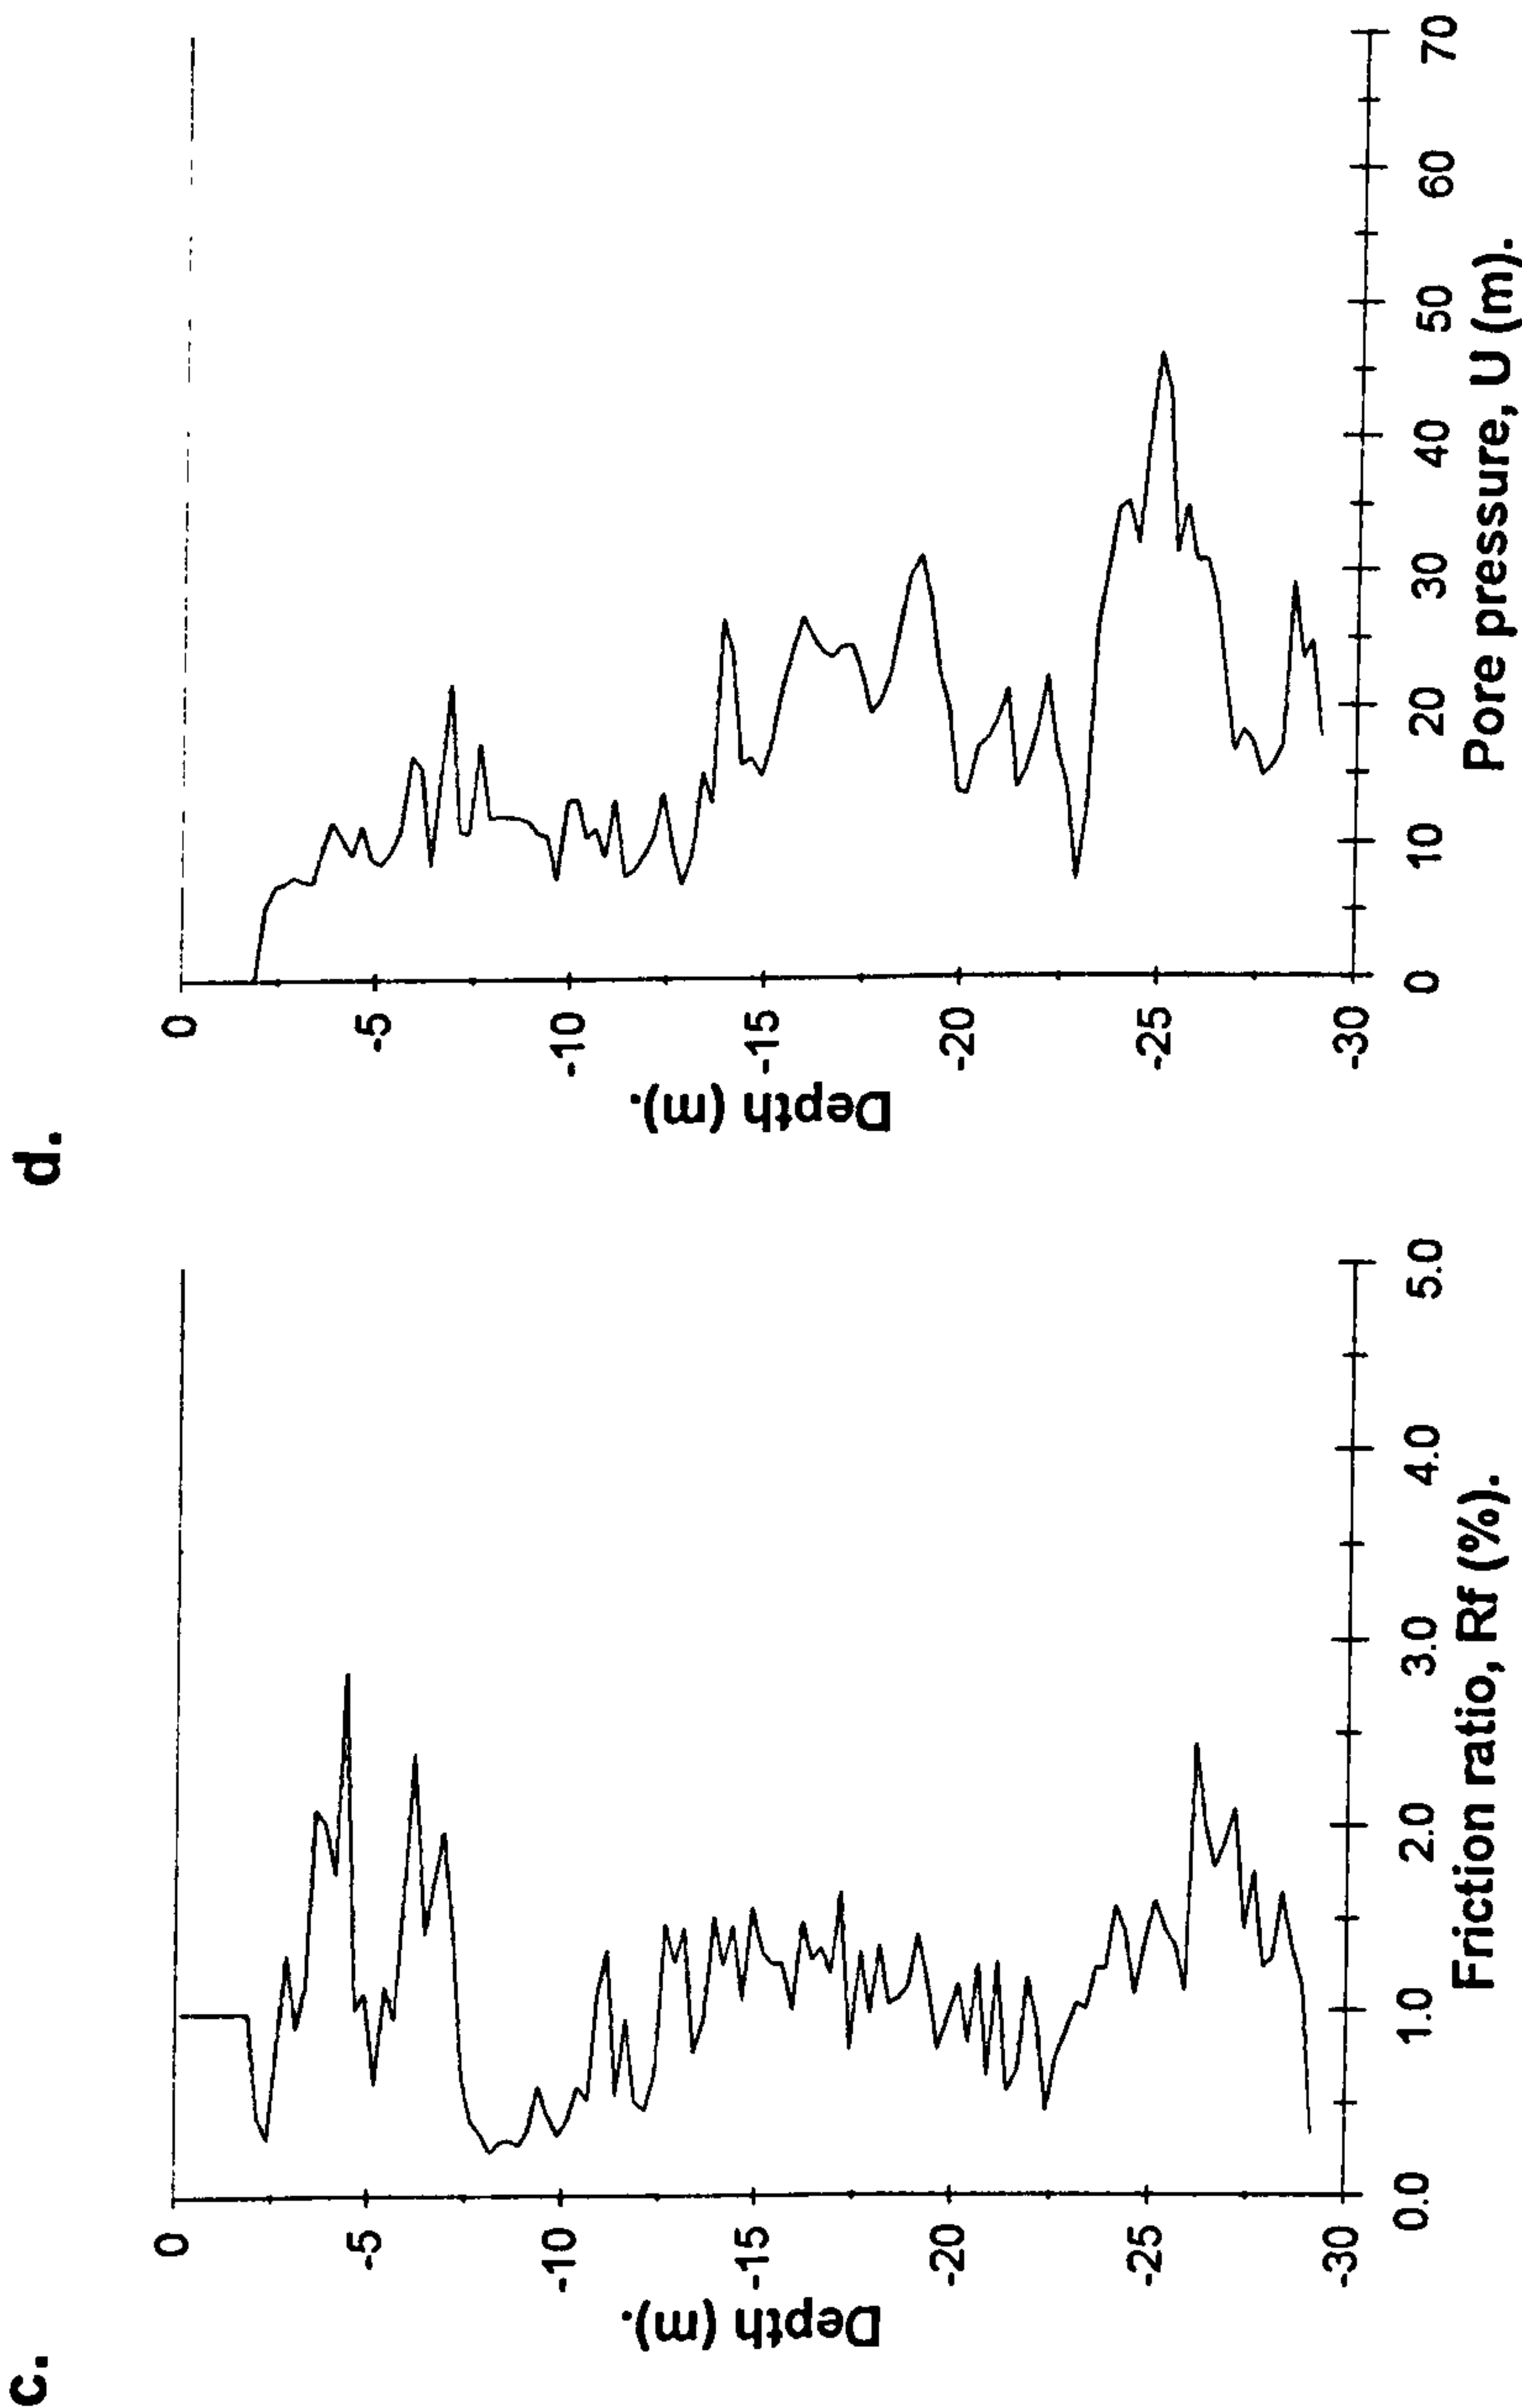 c.
Depth (m).
0
-5
-10
-15
-20
-25
-30
0.0 1.0 2.0 3.0 4.0 5.0
Friction ratio, Rf (%).
d.
Depth (m).
0
-5
-10
-15
-20
-25
-30
0 10 20 30 40 50 60 70
Pore pressure, U (m).